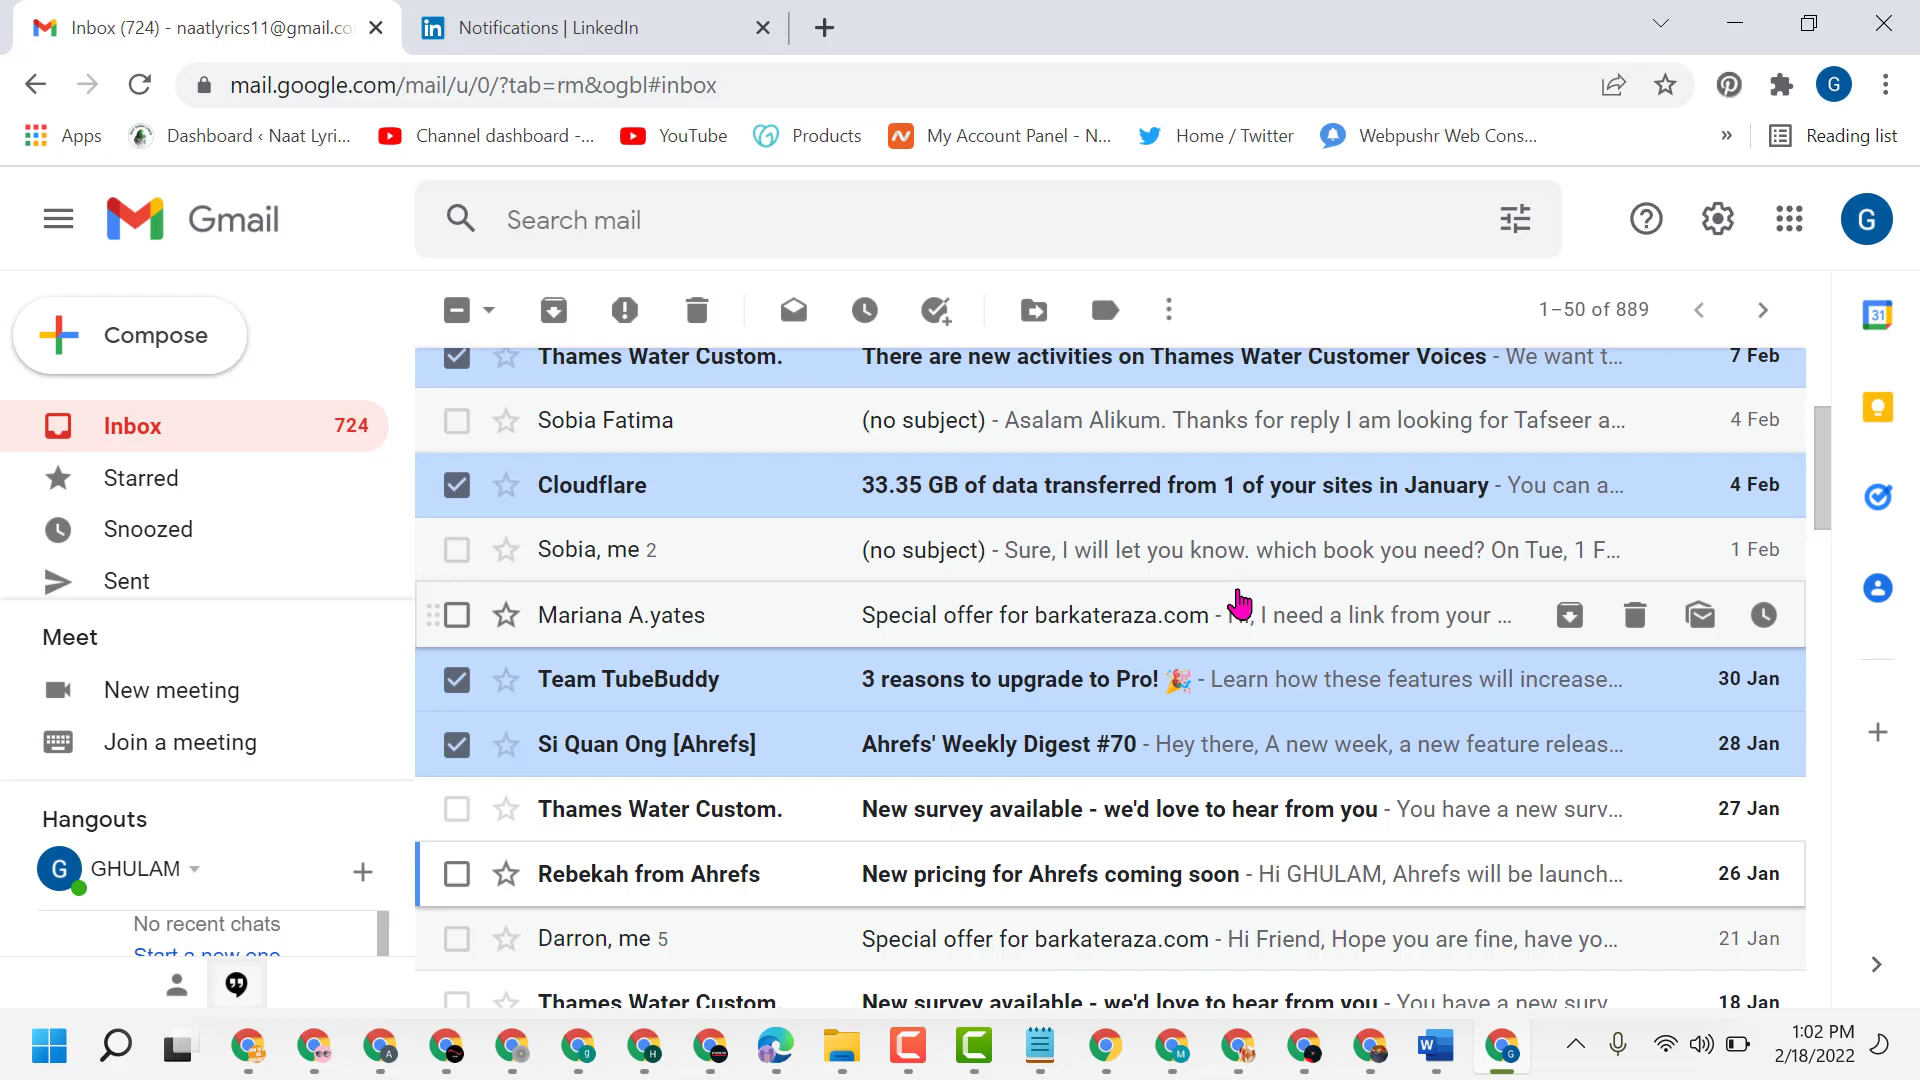 Inbox (724) - naatlyrics11@gmail.co
Notifications | LinkedIn
mail.google.com/mail/u/0/?tab=rm&ogbl#inbox
G
Apps
Dashboard ‹ Naat Lyri...
Channel dashboard -...
YouTube
Products
My Account Panel - N...
Home / Twitter
Webpushr Web Cons...
»
Reading list
Gmail
Search mail
G
Compose
1–50 of 889
31
Thames Water Custom. There are new activities on Thames Water Customer Voices - We want t... 7 Feb
Sobia Fatima (no subject) - Asalam Alikum. Thanks for reply I am looking for Tafseer a... 4 Feb
Inbox 724
Starred
Cloudflare 33.35 GB of data transferred from 1 of your sites in January - You can a... 4 Feb
Snoozed
Sobia, me 2 (no subject) - Sure, I will let you know. which book you need? On Tue, 1 F... 1 Feb
Sent
Mariana A.yates Special offer for barkateraza.com - Hi, I need a link from your ...
Meet
New meeting
Team TubeBuddy 3 reasons to upgrade to Pro! 🎉 - Learn how these features will increase... 30 Jan
Join a meeting
Si Quan Ong [Ahrefs] Ahrefs' Weekly Digest #70 - Hey there, A new week, a new feature releas... 28 Jan
Hangouts
Thames Water Custom. New survey available - we'd love to hear from you - You have a new surv... 27 Jan
G GHULAM
Rebekah from Ahrefs New pricing for Ahrefs coming soon - Hi GHULAM, Ahrefs will be launch... 26 Jan
No recent chats
Start a new one
Darron, me 5 Special offer for barkateraza.com - Hi Friend, Hope you are fine, have yo... 21 Jan
Thames Water Custom. New survey available - we'd love to hear from you - You have a new surv... 18 Jan
1:02 PM
2/18/2022